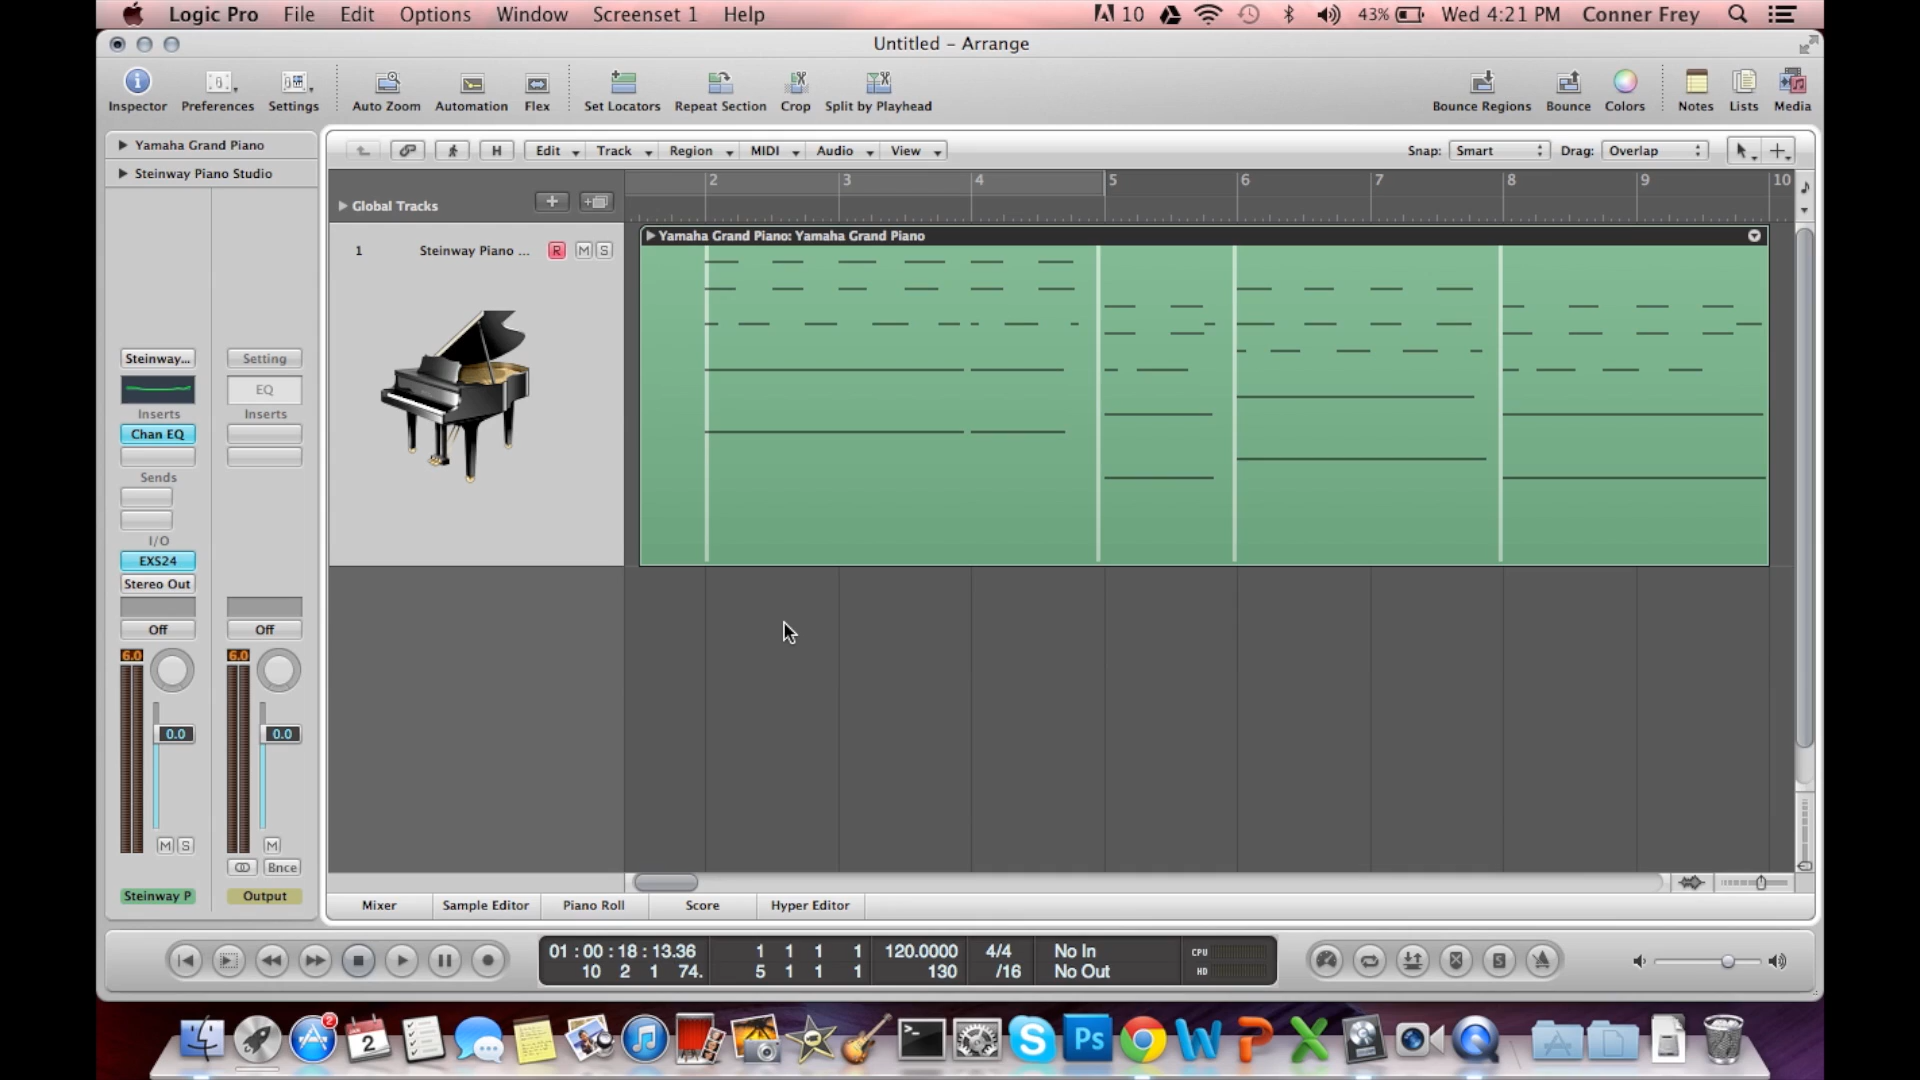 Logic Pro File Edit Options Window Screenset 1 Help 10 43% Wed 4:21 PM Conner Frey
Untitled – Arrange
Inspector Preferences Settings Auto Zoom Automation Flex Set Locators Repeat Section Crop Split by Playhead Bounce Regions Bounce Colors Notes Lists Media
Yamaha Grand Piano
Steinway Piano Studio
H Edit Track Region MIDI Audio View Snap: Smart Drag: Overlap
2 3 4 5 6 7 8 9 10
Global Tracks
Yamaha Grand Piano: Yamaha Grand Piano
1 Steinway Piano ... R M S
Steinway... Setting
EQ
Inserts Inserts
Chan EQ
Sends
I/O
EXS24
Stereo Out
Off Off
6.0 6.0
0.0 0.0
M S M
Bnce
Steinway P Output
Mixer Sample Editor Piano Roll Score Hyper Editor
01:00:18:13.36 1 1 1 1 120.0000 4/4 No In CPU
10 2 1 74. 5 1 1 1 130 /16 No Out HD
S
2
2
Ps